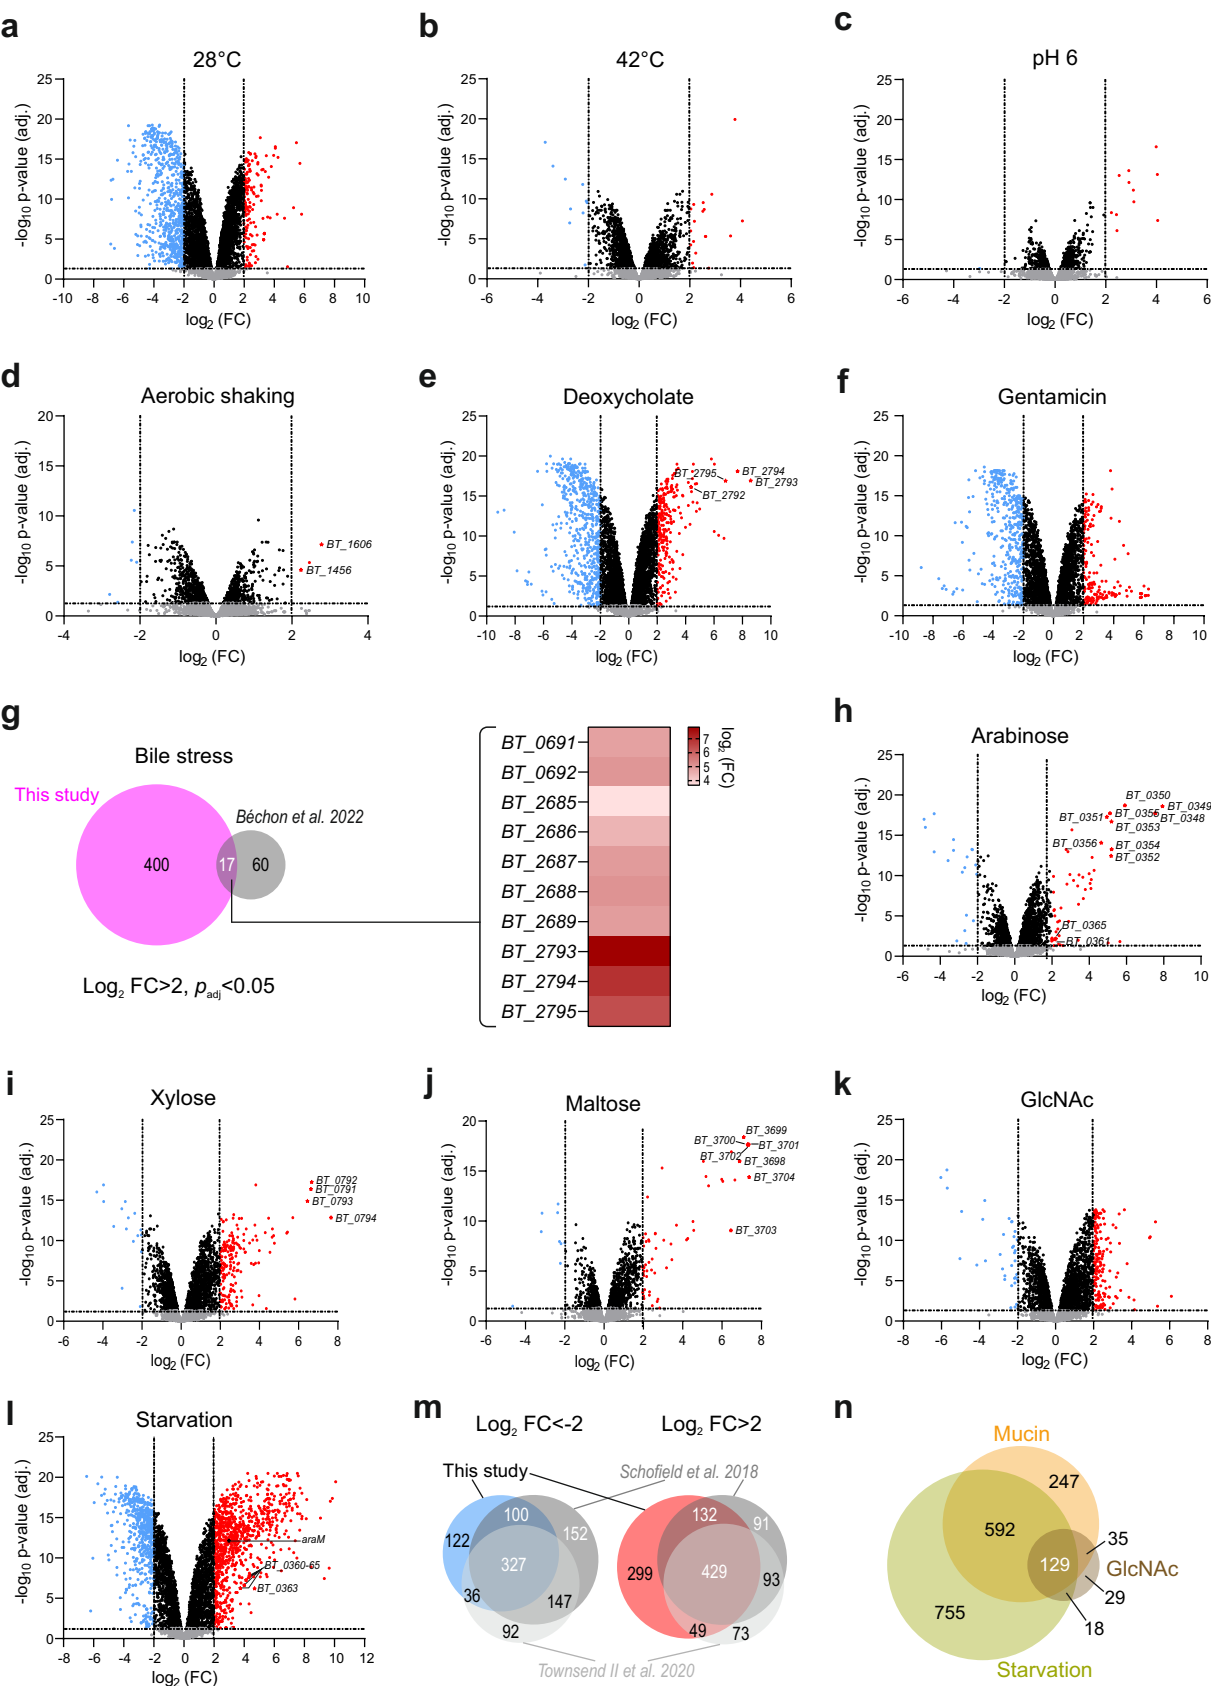 a
28°C
-log10 p-value (adj.)
25
20
15
10
5
0
-10 -8 -6 -4 -2 0 2 4 6 8 10
log2 (FC)
b
42°C
-log10 p-value (adj.)
25
20
15
10
5
0
-6 -4 -2 0 2 4 6
log2 (FC)
c
pH 6
-log10 p-value (adj.)
25
20
15
10
5
0
-6 -4 -2 0 2 4 6
log2 (FC)
d
Aerobic shaking
-log10 p-value (adj.)
20
15
10
5
0
BT_1606
BT_1456
-4 -2 0 2 4
log2 (FC)
e
Deoxycholate
-log10 p-value (adj.)
25
20
15
10
5
0
BT_2795
BT_2794
BT_2793
BT_2792
-10 -8 -6 -4 -2 0 2 4 6 8 10
log2 (FC)
f
Gentamicin
-log10 p-value (adj.)
25
20
15
10
5
0
-10 -8 -6 -4 -2 0 2 4 6 8 10
log2 (FC)
g
Bile stress
This study
Béchon et al. 2022
400
17
60
Log2 FC>2, padj<0.05
BT_0691
BT_0692
BT_2685
BT_2686
BT_2687
BT_2688
BT_2689
BT_2793
BT_2794
BT_2795
7
6
5
4
log2 (FC)
h
Arabinose
-log10 p-value (adj.)
25
20
15
10
5
0
BT_0350
BT_0349
BT_0351
BT_0355
BT_0348
BT_0353
BT_0356
BT_0354
BT_0352
BT_0365
BT_0361
-6 -4 -2 0 2 4 6 8 10
log2 (FC)
i
Xylose
-log10 p-value (adj.)
25
20
15
10
5
0
BT_0792
BT_0791
BT_0793
BT_0794
-6 -4 -2 0 2 4 6 8
log2 (FC)
j
Maltose
-log10 p-value (adj.)
20
15
10
5
0
BT_3699
BT_3700
BT_3701
BT_3702
BT_3698
BT_3704
BT_3703
-6 -4 -2 0 2 4 6 8
log2 (FC)
k
GlcNAc
-log10 p-value (adj.)
25
20
15
10
5
0
-8 -6 -4 -2 0 2 4 6 8
log2 (FC)
l
Starvation
-log10 p-value (adj.)
25
20
15
10
5
0
araM
BT_0360-65
BT_0363
-8 -6 -4 -2 0 2 4 6 8 10 12
log2 (FC)
m
Log2 FC<-2
Log2 FC>2
This study
Schofield et al. 2018
100
152
122
327
36
147
92
132
91
299
429
93
49
73
Townsend II et al. 2020
n
Mucin
247
592
35
129
GlcNAc
29
755
18
Starvation